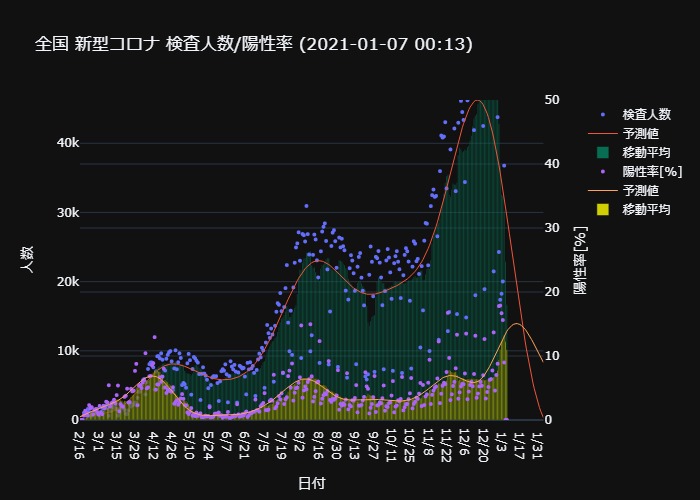 全国 新型コロナ 検査人数/陽性率 (2021-01-07 00:13)
検査人数
予測値
移動平均
陽性率[%]
予測値
移動平均
人数
40k
30k
20k
10k
0
50
40
30
20
10
0
陽性率[%]
2/16
3/1
3/15
3/29
4/12
4/26
5/10
5/24
6/7
6/21
7/5
7/19
8/2
8/16
8/30
9/13
9/27
10/11
10/25
11/8
11/22
12/6
12/20
1/3
1/17
1/31
日付